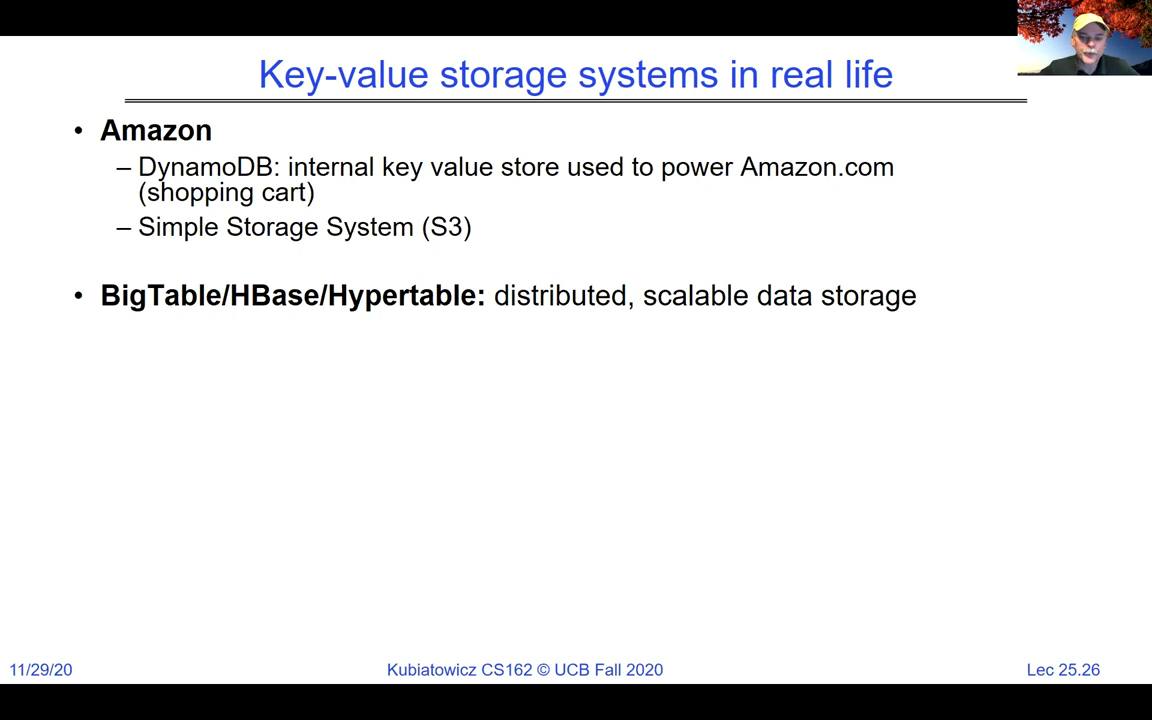 Key-value storage systems in real life
• Amazon
– DynamoDB: internal key value store used to power Amazon.com
(shopping cart)
– Simple Storage System (S3)
• BigTable/HBase/Hypertable: distributed, scalable data storage
11/29/20
Kubiatowicz CS162 © UCB Fall 2020
Lec 25.26